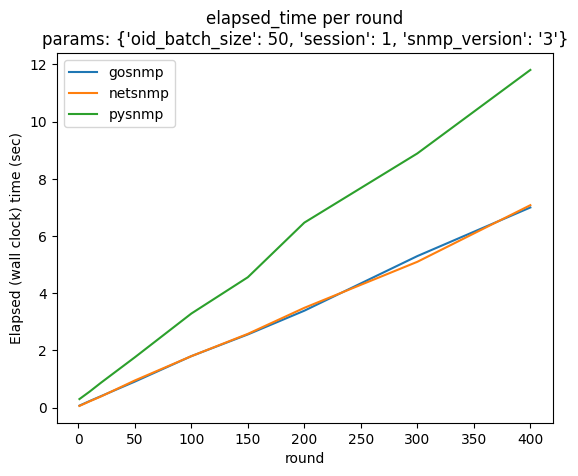 elapsed_time per round
params: {'oid_batch_size': 50, 'session': 1, 'snmp_version': '3'}
gosnmp
netsnmp
pysnmp
Elapsed (wall clock) time (sec)
12
10
8
6
4
2
0
0 50 100 150 200 250 300 350 400
round